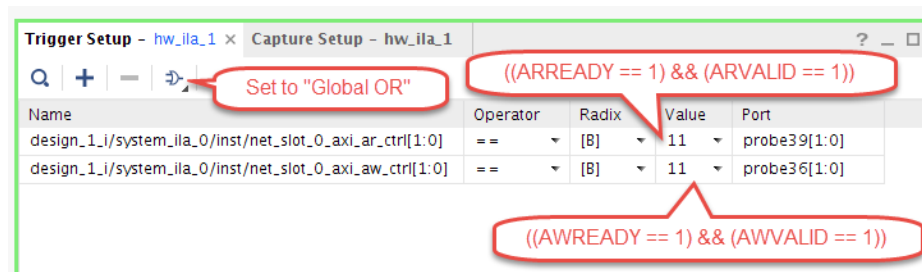 Trigger Setup - hw_ila_1 × Capture Setup - hw_ila_1 ?
Set to "Global OR"
((ARREADY == 1) && (ARVALID == 1))
Name Operator Radix Value Port
design_1_i/system_ila_0/inst/net_slot_0_axi_ar_ctrl[1:0] == [B] 11 probe39[1:0]
design_1_i/system_ila_0/inst/net_slot_0_axi_aw_ctrl[1:0] == [B] 11 probe36[1:0]
((AWREADY == 1) && (AWVALID == 1))